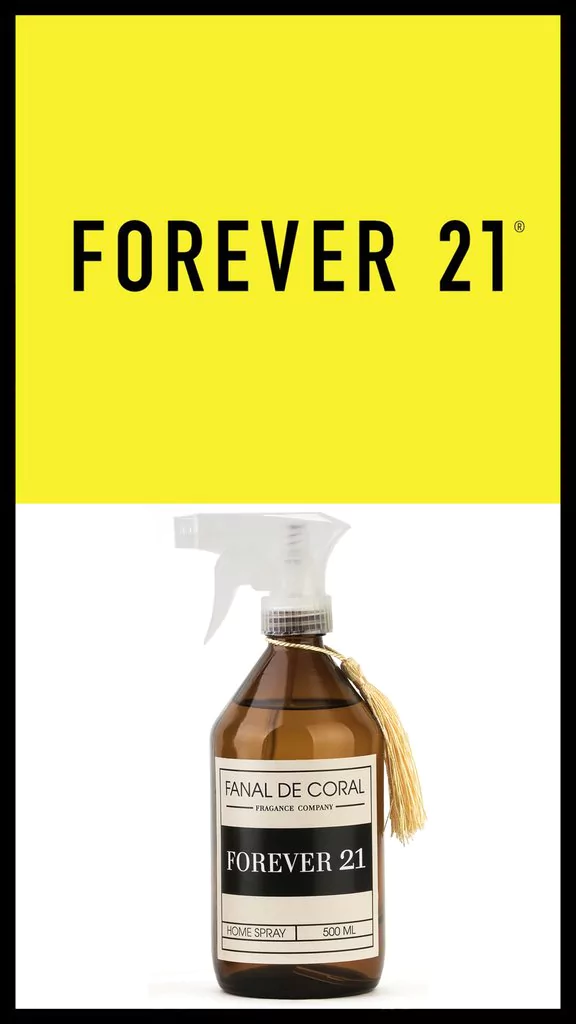 FOREVER 21®
FANAL DE CORAL
FRAGANCE COMPANY
FOREVER 21
HOME SPRAY 500 ML